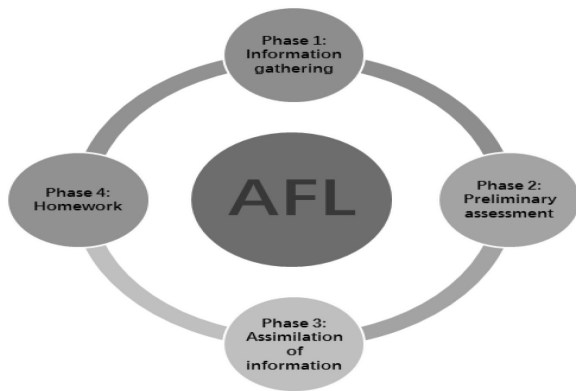 Phase 1:
Information
gathering
Phase 4:
Homework
AFL
Phase 2:
Preliminary
assessment
Phase 3:
Assimilation
of
information